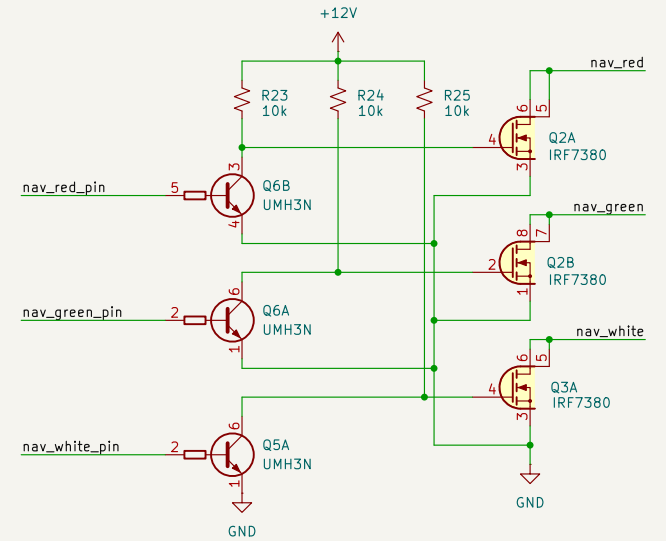 +12V
nav_red
R23
10k
R24
10k
R25
10k
6
5
4
Q2A
IRF7380
3
3
nav_red_pin
5
Q6B
UMH3N
4
nav_green
8
7
2
Q2B
IRF7380
1
6
nav_green_pin
2
Q6A
UMH3N
1
nav_white
6
5
4
Q3A
IRF7380
3
6
nav_white_pin
2
Q5A
UMH3N
1
GND
GND